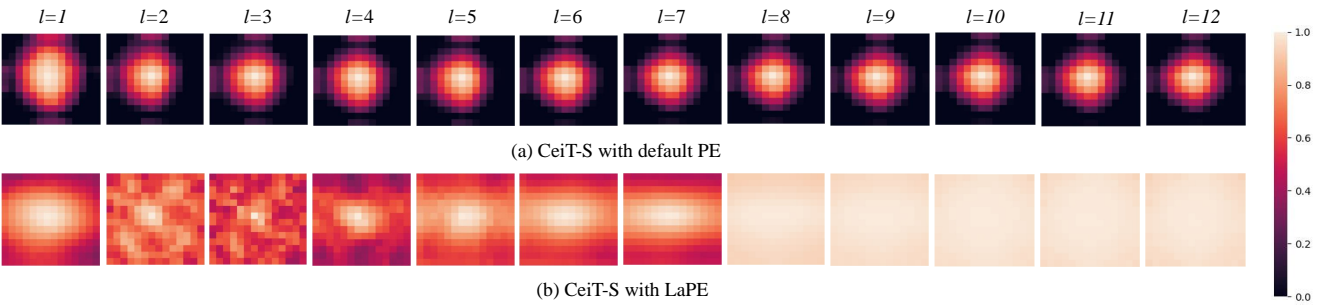 l=1 l=2 l=3 l=4 l=5 l=6 l=7 l=8 l=9 l=10 l=11 l=12
1.0
0.8
0.6
0.4
0.2
0.0
(a) CeiT-S with default PE
(b) CeiT-S with LaPE